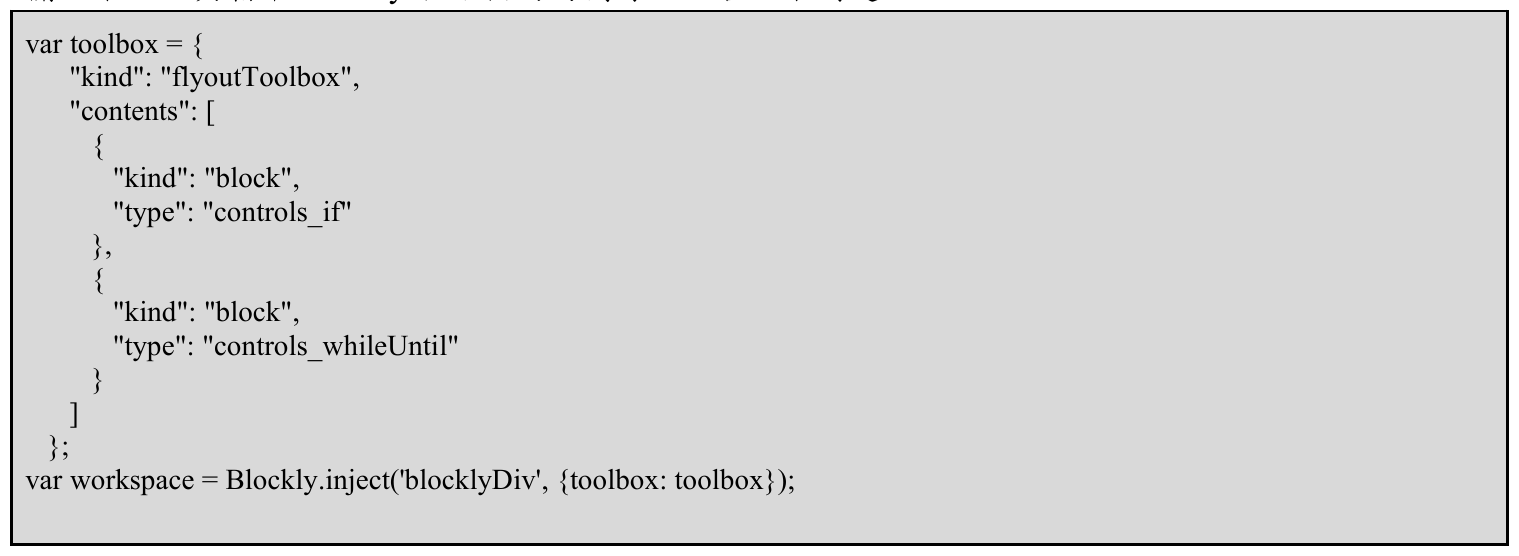 var toolbox = {
"kind": "flyoutToolbox",
"contents": [
{
"kind": "block",
"type": "controls_if"
},
{
"kind": "block",
"type": "controls_whileUntil"
}
]
};
var workspace = Blockly.inject('blocklyDiv', {toolbox: toolbox});